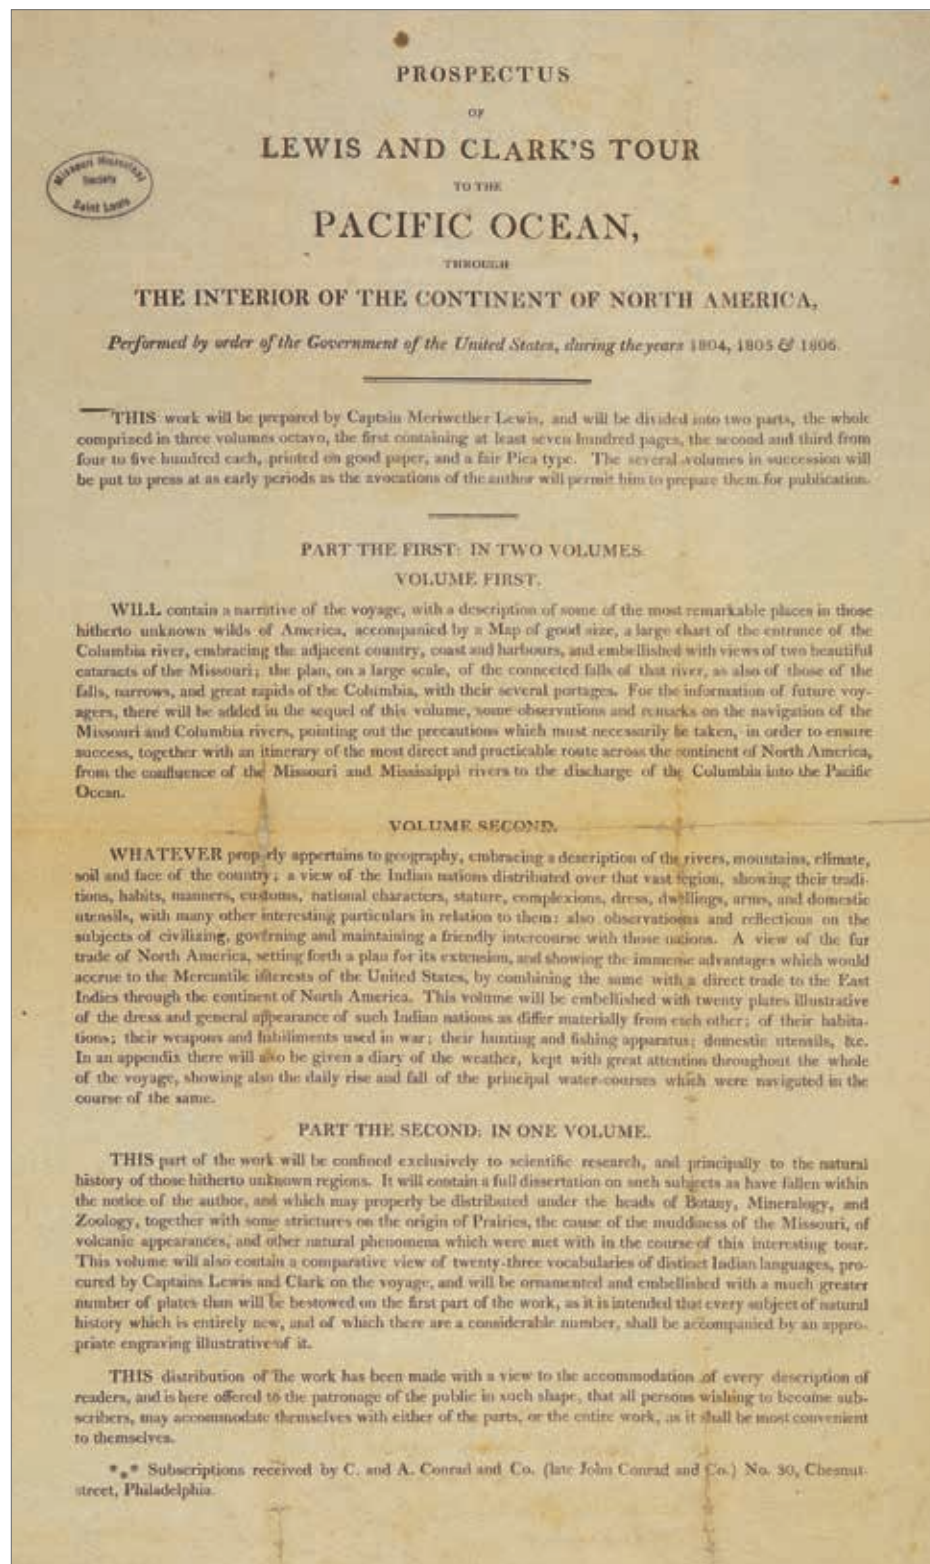 PROSPECTUS
OF
LEWIS AND CLARK'S TOUR
TO THE
PACIFIC OCEAN,
THROUGH
THE INTERIOR OF THE CONTINENT OF NORTH AMERICA,
Performed by order of the Government of the United States, during the years 1804, 1805 & 1806.
Missouri Historical
Society
Saint Louis
THIS work will be prepared by Captain Meriwether Lewis, and will be divided into two parts, the whole
comprized in three volumes octavo, the first containing at least seven hundred pages, the second and third from
four to five hundred each, printed on good paper, and a fair Pica type. The several volumes in succession will
be put to press at as early periods as the avocations of the author will permit him to prepare them for publication.
PART THE FIRST: IN TWO VOLUMES.
VOLUME FIRST.
WILL contain a narrative of the voyage, with a description of some of the most remarkable places in those
hitherto unknown wilds of America, accompanied by a Map of good size, a large chart of the entrance of the
Columbia river, embracing the adjacent country, coast and harbours, and embellished with views of two beautiful
cataracts of the Missouri; the plan, on a large scale, of the connected falls of that river, as also of those of the
falls, narrows, and great rapids of the Columbia, with their several portages. For the information of future voy-
agers, there will be added in the sequel of this volume, some observations and remarks on the navigation of the
Missouri and Columbia rivers, pointing out the precautions which must necessarily be taken, in order to ensure
success, together with an itinerary of the most direct and practicable route across the continent of North America,
from the confluence of the Missouri and Mississippi rivers to the discharge of the Columbia into the Pacific
Ocean.
VOLUME SECOND.
WHATEVER properly appertains to geography, embracing a description of the rivers, mountains, climate,
soil and face of the country; a view of the Indian nations distributed over that vast region, showing their tradi-
tions, habits, manners, customs, national characters, stature, complexions, dress, dwellings, arms, and domestic
utensils, with many other interesting particulars in relation to them: also observations and reflections on the
subjects of civilizing, governing and maintaining a friendly intercourse with those nations. A view of the fur
trade of North America, setting forth a plan for its extension, and showing the immense advantages which would
accrue to the Mercantile interests of the United States, by combining the same with a direct trade to the East
Indies through the continent of North America. This volume will be embellished with twenty plates illustrative
of the dress and general appearance of such Indian nations as differ materially from each other; of their habita-
tions; their weapons and habiliments used in war; their hunting and fishing apparatus; domestic utensils, &c.
In an appendix there will also be given a diary of the weather, kept with great attention throughout the whole
of the voyage, showing also the daily rise and fall of the principal water-courses which were navigated in the
course of the same.
PART THE SECOND: IN ONE VOLUME.
THIS part of the work will be confined exclusively to scientific research, and principally to the natural
history of those hitherto unknown regions. It will contain a full dissertation on such subjects as have fallen within
the notice of the author, and which may properly be distributed under the heads of Botany, Mineralogy, and
Zoology, together with some strictures on the origin of Prairies, the cause of the muddiness of the Missouri, of
volcanic appearances, and other natural phenomena which were met with in the course of this interesting tour.
This volume will also contain a comparative view of twenty-three vocabularies of distinct Indian languages, pro-
cured by Captains Lewis and Clark on the voyage, and will be ornamented and embellished with a much greater
number of plates than will be bestowed on the first part of the work, as it is intended that every subject of natural
history which is entirely new, and of which there are a considerable number, shall be accompanied by an appro-
priate engraving illustrative of it.
THIS distribution of the work has been made with a view to the accommodation of every description of
readers, and is here offered to the patronage of the public in such shape, that all persons wishing to become sub-
scribers, may accommodate themselves with either of the parts, or the entire work, as it shall be most convenient
to themselves.
*⁎* Subscriptions received by C. and A. Conrad and Co. (late John Conrad and Co.) No. 30, Chesnut-
street, Philadelphia.